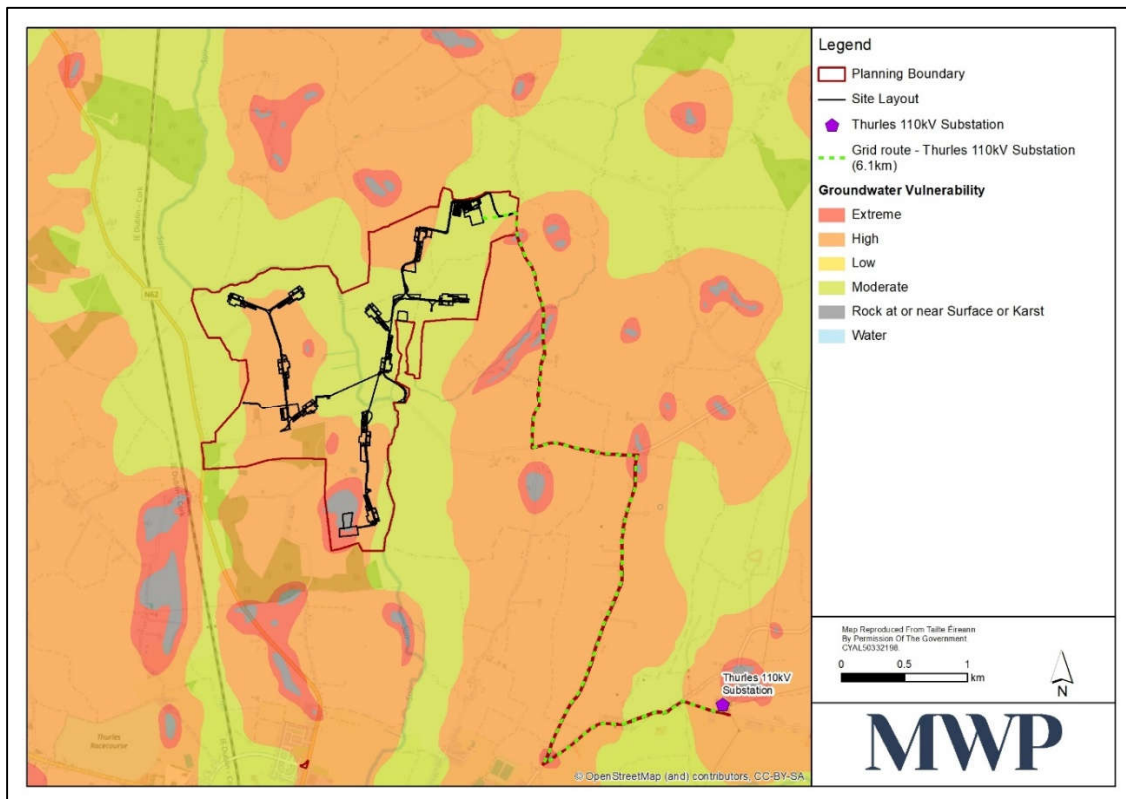 Legend
Planning Boundary
Site Layout
Thurles 110kV Substation
Grid route - Thurles 110kV Substation
(6.1km)
Groundwater Vulnerability
Extreme
High
Low
Moderate
Rock at or near Surface or Karst
Water
N62
Thurles 110kV
Substation
Thurles
Racecourse
© OpenStreetMap (and) contributors, CC-BY-SA
Map Reproduced From Tailte Éireann
By Permission Of The Government
CYAL50332198.
0 0.5 1
km
N
MWP